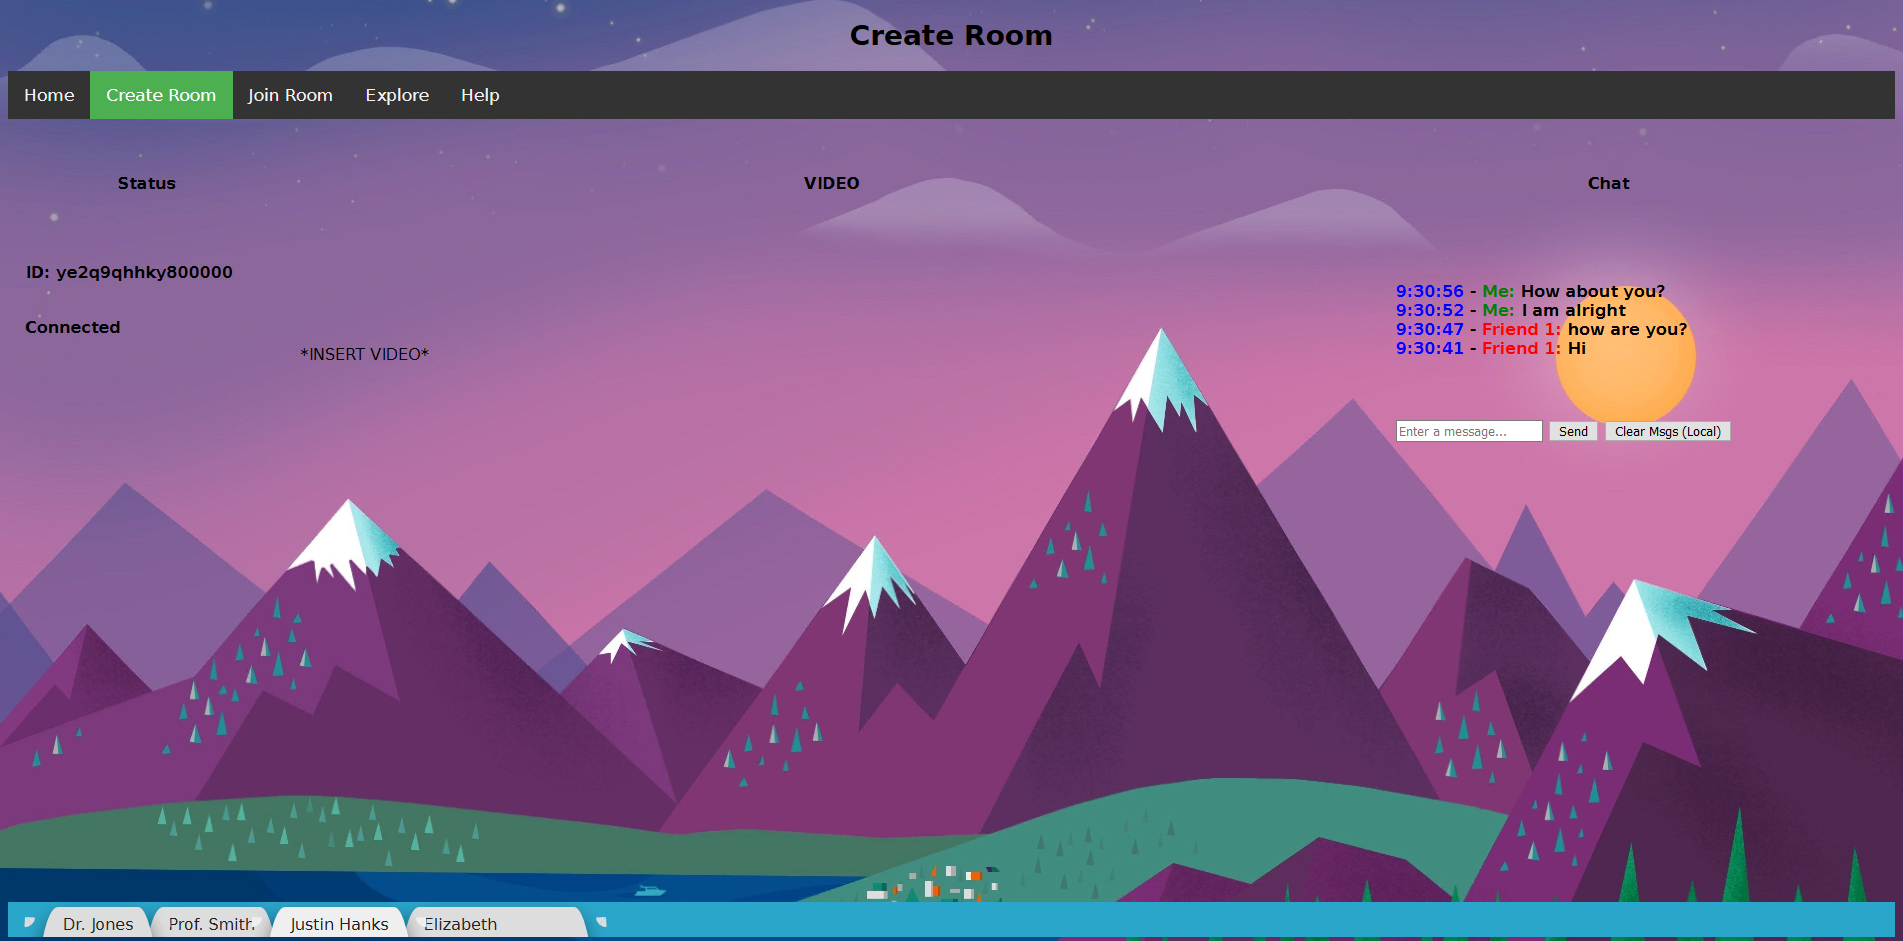 Create Room
Home Create Room Join Room Explore Help
Status
VIDEO
Chat
ID: ye2q9qhhky800000
Connected
*INSERT VIDEO*
9:30:56 - Me: How about you?
9:30:52 - Me: I am alright
9:30:47 - Friend 1: how are you?
9:30:41 - Friend 1: Hi
Enter a message... Send Clear Msgs (Local)
Dr. Jones Prof. Smith Justin Hanks Elizabeth